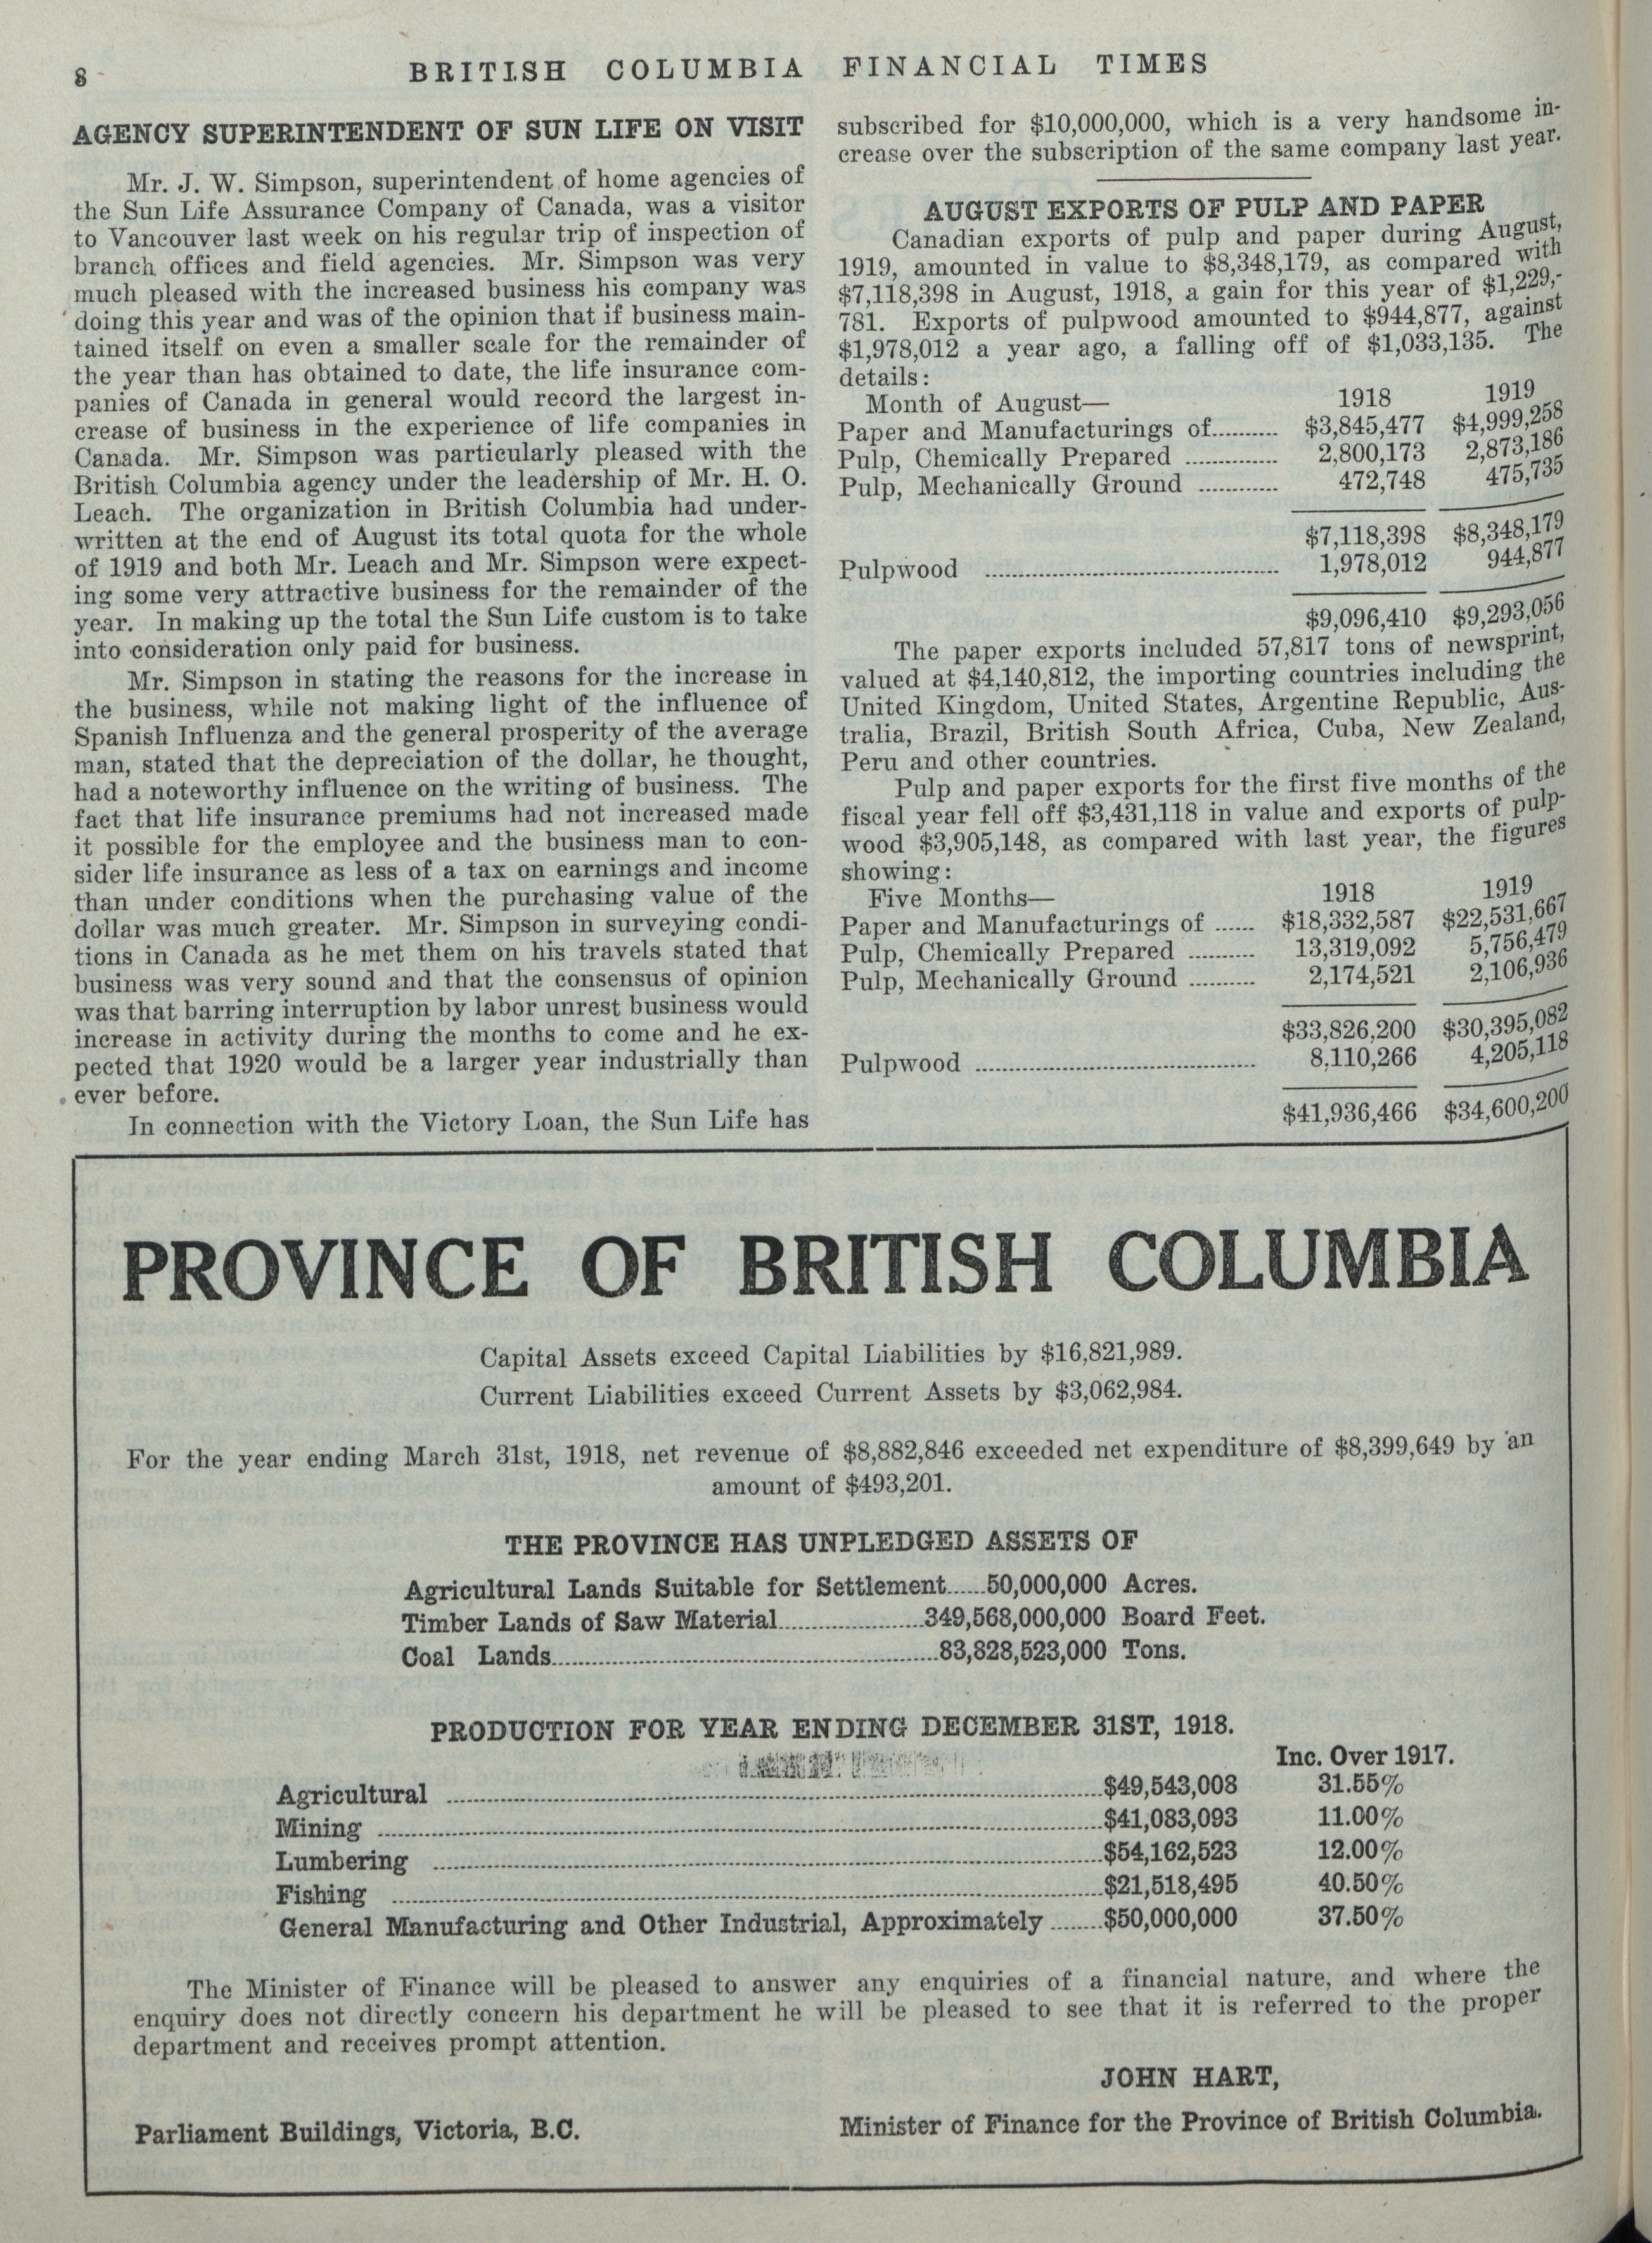 8
BRITISH COLUMBIA FINANCIAL TIMES
AGENCY SUPERINTENDENT OF SUN LIFE ON VISIT
Mr. J. W. Simpson, superintendent of home agencies of
the Sun Life Assurance Company of Canada, was a visitor
to Vancouver last week on his regular trip of inspection of
branch offices and field agencies. Mr. Simpson was very
much pleased with the increased business his company was
doing this year and was of the opinion that if business main-
tained itself on even a smaller scale for the remainder of
the year than has obtained to date, the life insurance com-
panies of Canada in general would record the largest in-
crease of business in the experience of life companies in
Canada. Mr. Simpson was particularly pleased with the
British Columbia agency under the leadership of Mr. H. O.
Leach. The organization in British Columbia had under-
written at the end of August its total quota for the whole
of 1919 and both Mr. Leach and Mr. Simpson were expect-
ing some very attractive business for the remainder of the
year. In making up the total the Sun Life custom is to take
into consideration only paid for business.
Mr. Simpson in stating the reasons for the increase in
the business, while not making light of the influence of
Spanish Influenza and the general prosperity of the average
man, stated that the depreciation of the dollar, he thought,
had a noteworthy influence on the writing of business. The
fact that life insurance premiums had not increased made
it possible for the employee and the business man to con-
sider life insurance as less of a tax on earnings and income
than under conditions when the purchasing value of the
dollar was much greater. Mr. Simpson in surveying condi-
tions in Canada as he met them on his travels stated that
business was very sound and that the consensus of opinion
was that barring interruption by labor unrest business would
increase in activity during the months to come and he ex-
pected that 1920 would be a larger year industrially than
ever before.
In connection with the Victory Loan, the Sun Life has
subscribed for $10,000,000, which is a very handsome in-
crease over the subscription of the same company last year.
AUGUST EXPORTS OF PULP AND PAPER
Canadian exports of pulp and paper during August,
1919, amounted in value to $8,348,179, as compared with
$7,118,398 in August, 1918, a gain for this year of $1,229,-
781. Exports of pulpwood amounted to $944,877, against
$1,978,012 a year ago, a falling off of $1,033,135. The
details:
Month of August— 1918 1919
Paper and Manufacturings of.......... $3,845,477 $4,999,258
Pulp, Chemically Prepared .............. 2,800,173 2,873,186
Pulp, Mechanically Ground ............ 472,748 475,735
$7,118,398 $8,348,179
Pulpwood ............................................ 1,978,012 944,877
$9,096,410 $9,293,056
The paper exports included 57,817 tons of newsprint,
valued at $4,140,812, the importing countries including the
United Kingdom, United States, Argentine Republic, Aus-
tralia, Brazil, British South Africa, Cuba, New Zealand,
Peru and other countries.
Pulp and paper exports for the first five months of the
fiscal year fell off $3,431,118 in value and exports of pulp-
wood $3,905,148, as compared with last year, the figures
showing:
Five Months— 1918 1919
Paper and Manufacturings of ...... $18,332,587 $22,531,667
Pulp, Chemically Prepared .......... 13,319,092 5,756,479
Pulp, Mechanically Ground .......... 2,174,521 2,106,936
$33,826,200 $30,395,082
Pulpwood .......................................... 8,110,266 4,205,118
$41,936,466 $34,600,200
PROVINCE OF BRITISH COLUMBIA
Capital Assets exceed Capital Liabilities by $16,821,989.
Current Liabilities exceed Current Assets by $3,062,984.
For the year ending March 31st, 1918, net revenue of $8,882,846 exceeded net expenditure of $8,399,649 by an
amount of $493,201.
THE PROVINCE HAS UNPLEDGED ASSETS OF
Agricultural Lands Suitable for Settlement......50,000,000 Acres.
Timber Lands of Saw Material......................349,568,000,000 Board Feet.
Coal Lands..........................................................83,828,523,000 Tons.
PRODUCTION FOR YEAR ENDING DECEMBER 31ST, 1918.
Inc. Over 1917.
Agricultural ........................................$49,543,008 31.55%
Mining ........................................$41,083,093 11.00%
Lumbering ........................................$54,162,523 12.00%
Fishing ........................................$21,518,495 40.50%
General Manufacturing and Other Industrial, Approximately ........$50,000,000 37.50%
The Minister of Finance will be pleased to answer any enquiries of a financial nature, and where the
enquiry does not directly concern his department he will be pleased to see that it is referred to the proper
department and receives prompt attention.
JOHN HART,
Parliament Buildings, Victoria, B.C. Minister of Finance for the Province of British Columbia.